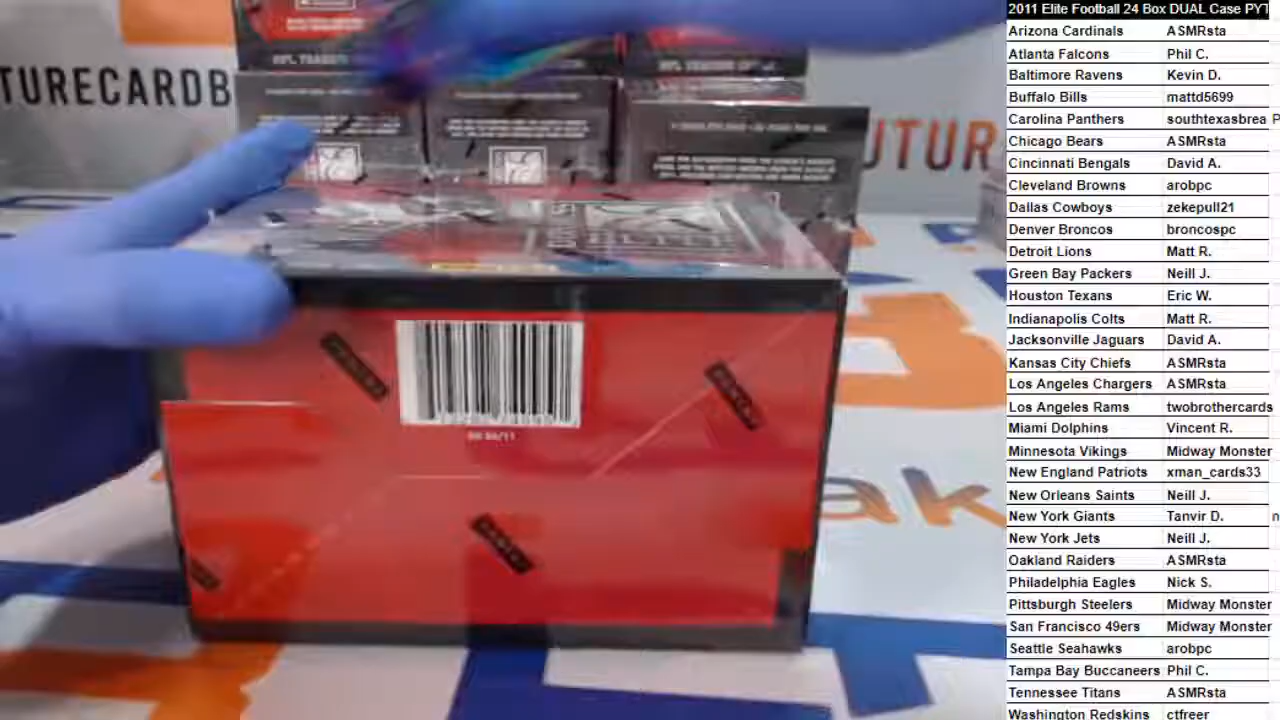 2011 Elite Football 24 Box DUAL Case PYT
Arizona Cardinals ASMRsta
Atlanta Falcons Phil C.
Baltimore Ravens Kevin D.
Buffalo Bills mattd5699
Carolina Panthers southtexasbrea P
Chicago Bears ASMRsta
Cincinnati Bengals David A.
Cleveland Browns arobpc
Dallas Cowboys zekepull21
Denver Broncos broncospc
Detroit Lions Matt R.
Green Bay Packers Neill J.
Houston Texans Eric W.
Indianapolis Colts Matt R.
Jacksonville Jaguars David A.
Kansas City Chiefs ASMRsta
Los Angeles Chargers ASMRsta
Los Angeles Rams twobrothercards
Miami Dolphins Vincent R.
Minnesota Vikings Midway Monster
New England Patriots xman_cards33
New Orleans Saints Neill J.
New York Giants Tanvir D. n
New York Jets Neill J.
Oakland Raiders ASMRsta
Philadelphia Eagles Nick S.
Pittsburgh Steelers Midway Monster
San Francisco 49ers Midway Monster
Seattle Seahawks arobpc
Tampa Bay Buccaneers Phil C.
Tennessee Titans ASMRsta
Washington Redskins ctfreer
TURECARDB
UTUR
ELITE
ak